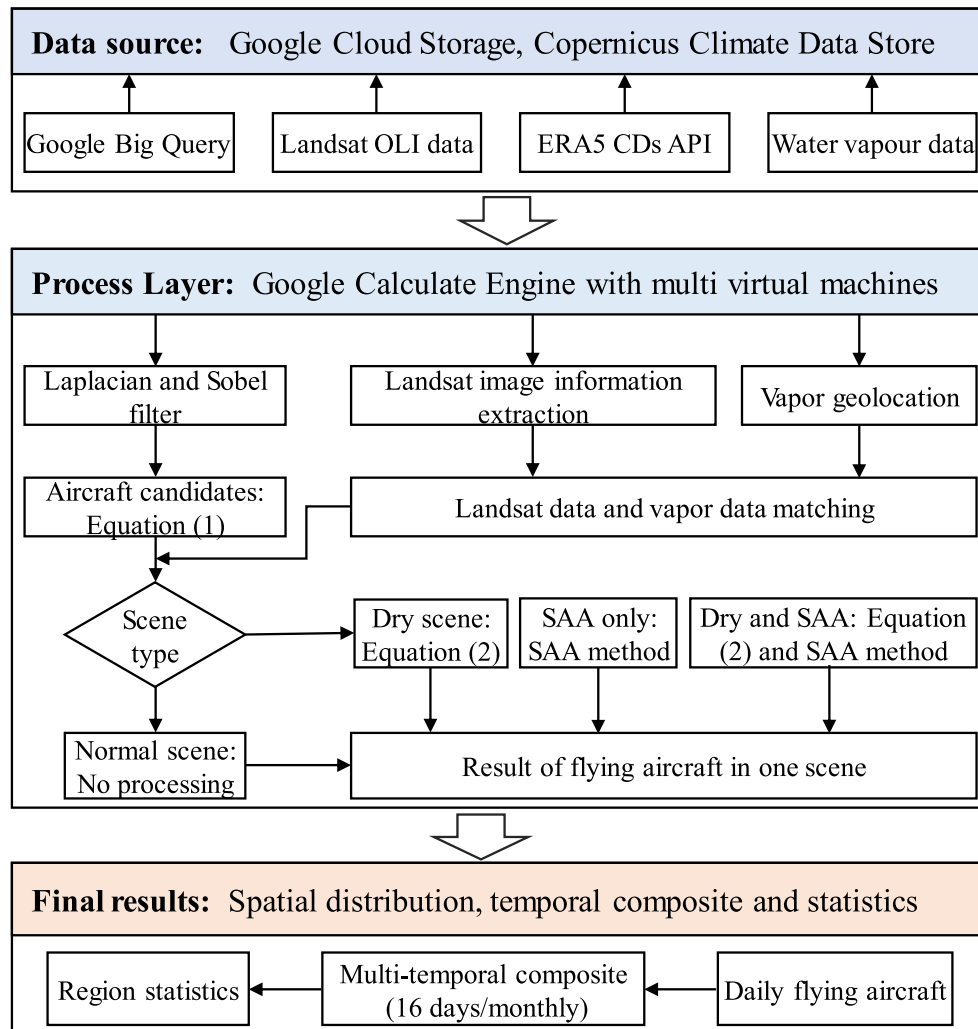 Data source: Google Cloud Storage, Copernicus Climate Data Store
Google Big Query
Landsat OLI data
ERA5 CDs API
Water vapour data
Process Layer: Google Calculate Engine with multi virtual machines
Laplacian and Sobel
filter
Landsat image information
extraction
Vapor geolocation
Aircraft candidates:
Equation (1)
Landsat data and vapor data matching
Scene
type
Dry scene:
Equation (2)
SAA only:
SAA method
Dry and SAA: Equation
(2) and SAA method
Normal scene:
No processing
Result of flying aircraft in one scene
Final results: Spatial distribution, temporal composite and statistics
Region statistics
Multi-temporal composite
(16 days/monthly)
Daily flying aircraft